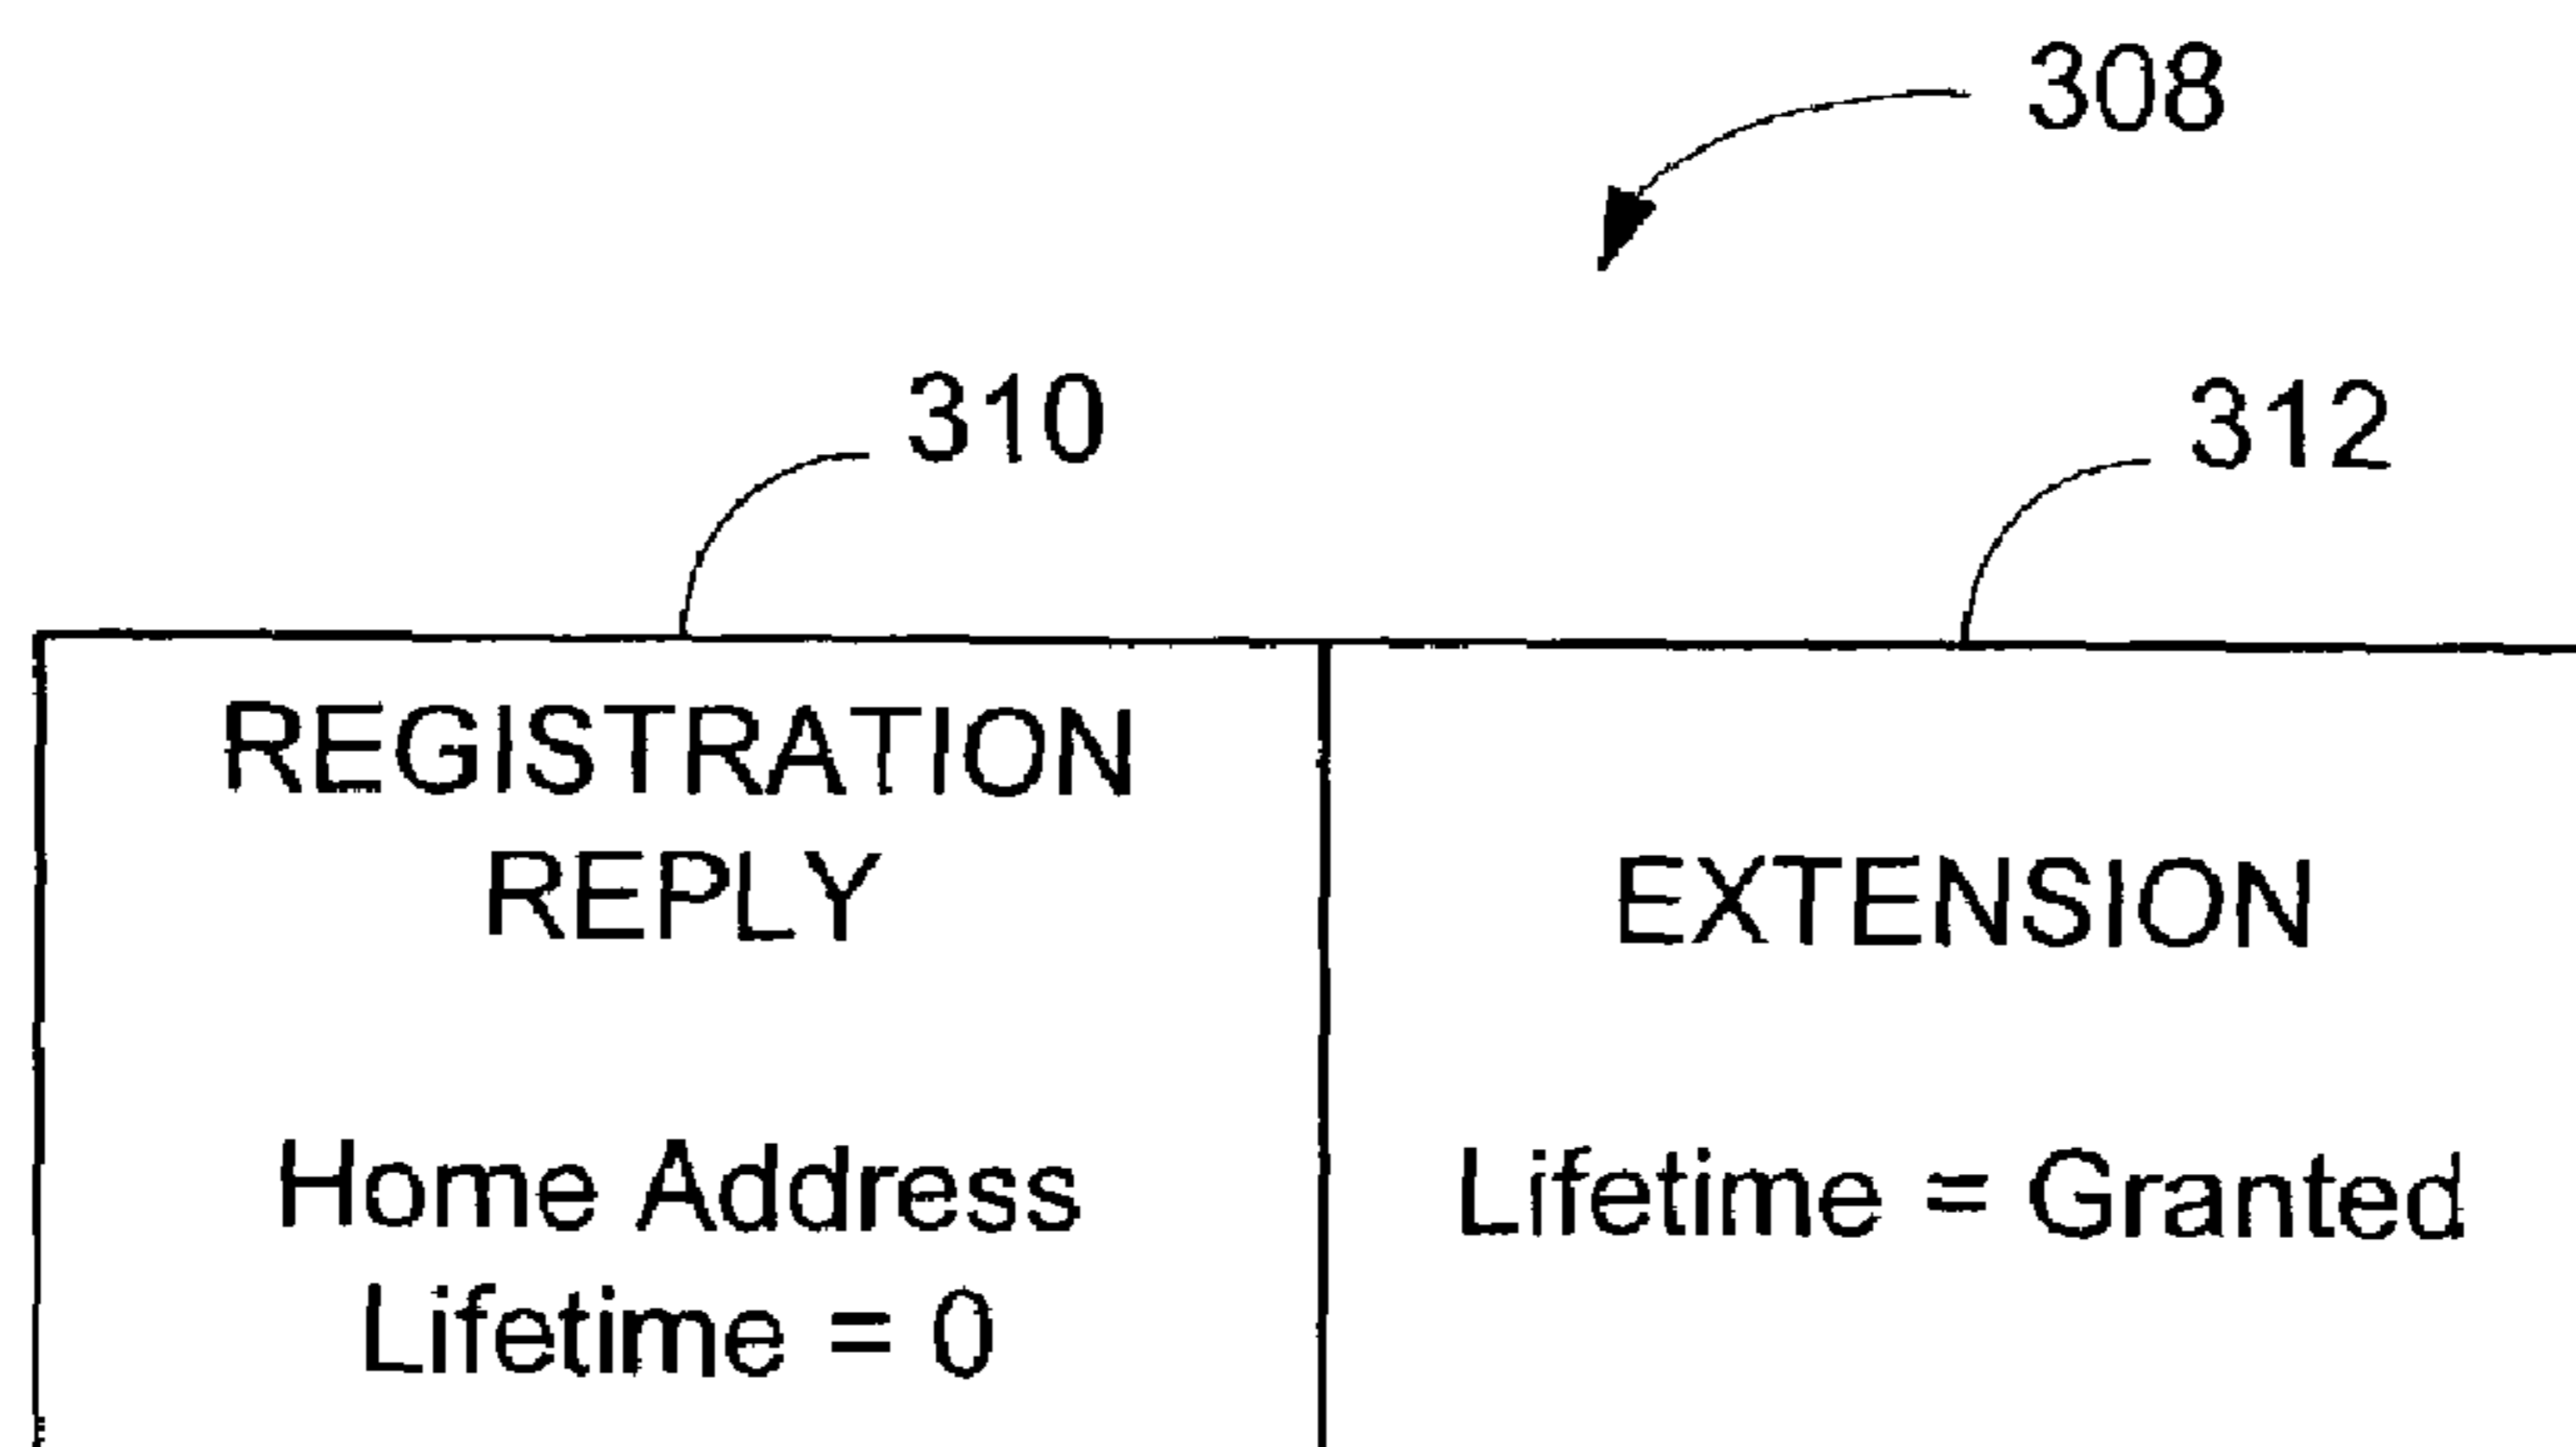 308
310
312
REGISTRATION
REPLY
Home Address
Lifetime = 0
EXTENSION
Lifetime = Granted